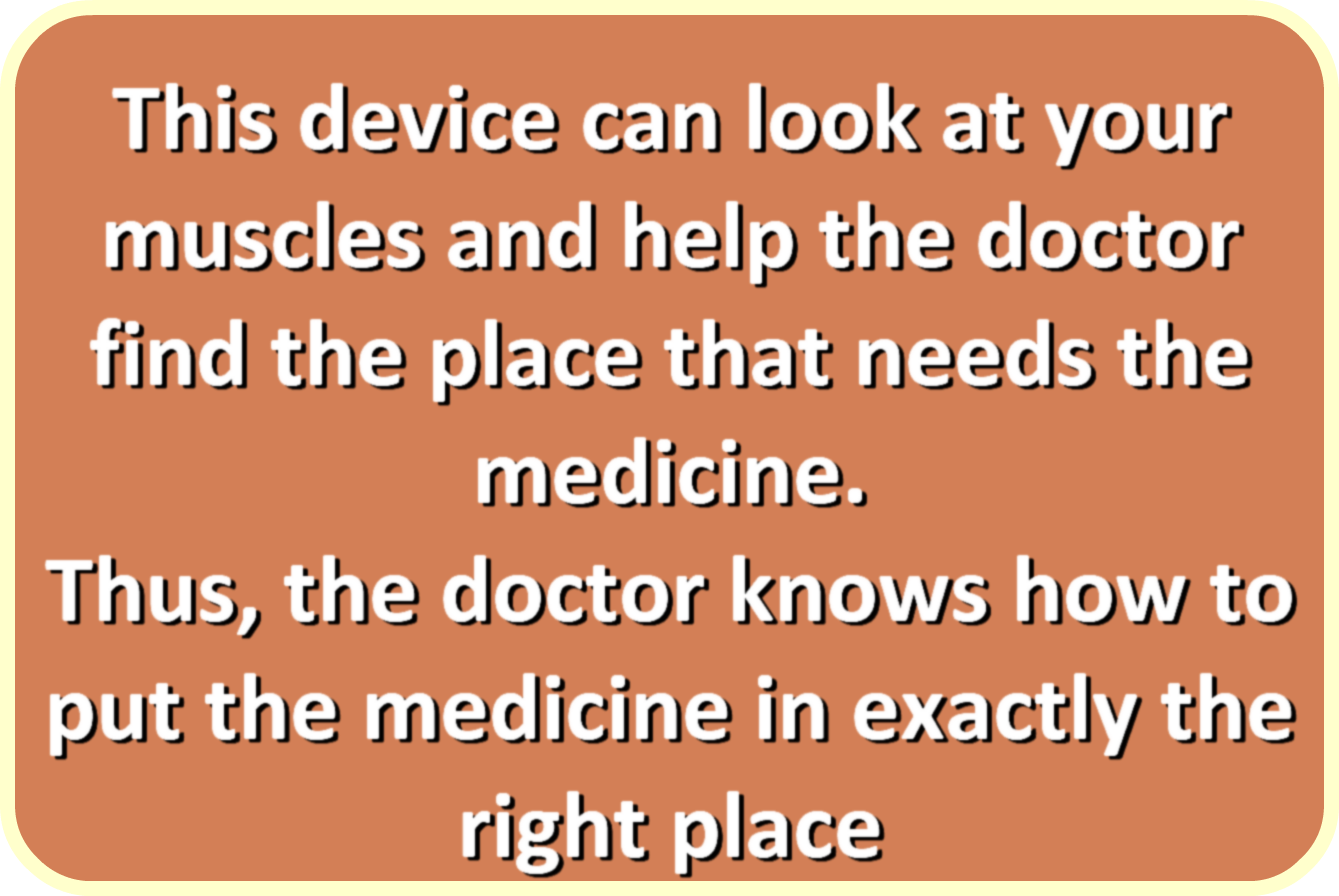 This device can look at your
muscles and help the doctor
find the place that needs the
medicine.
Thus, the doctor knows how to
put the medicine in exactly the
right place